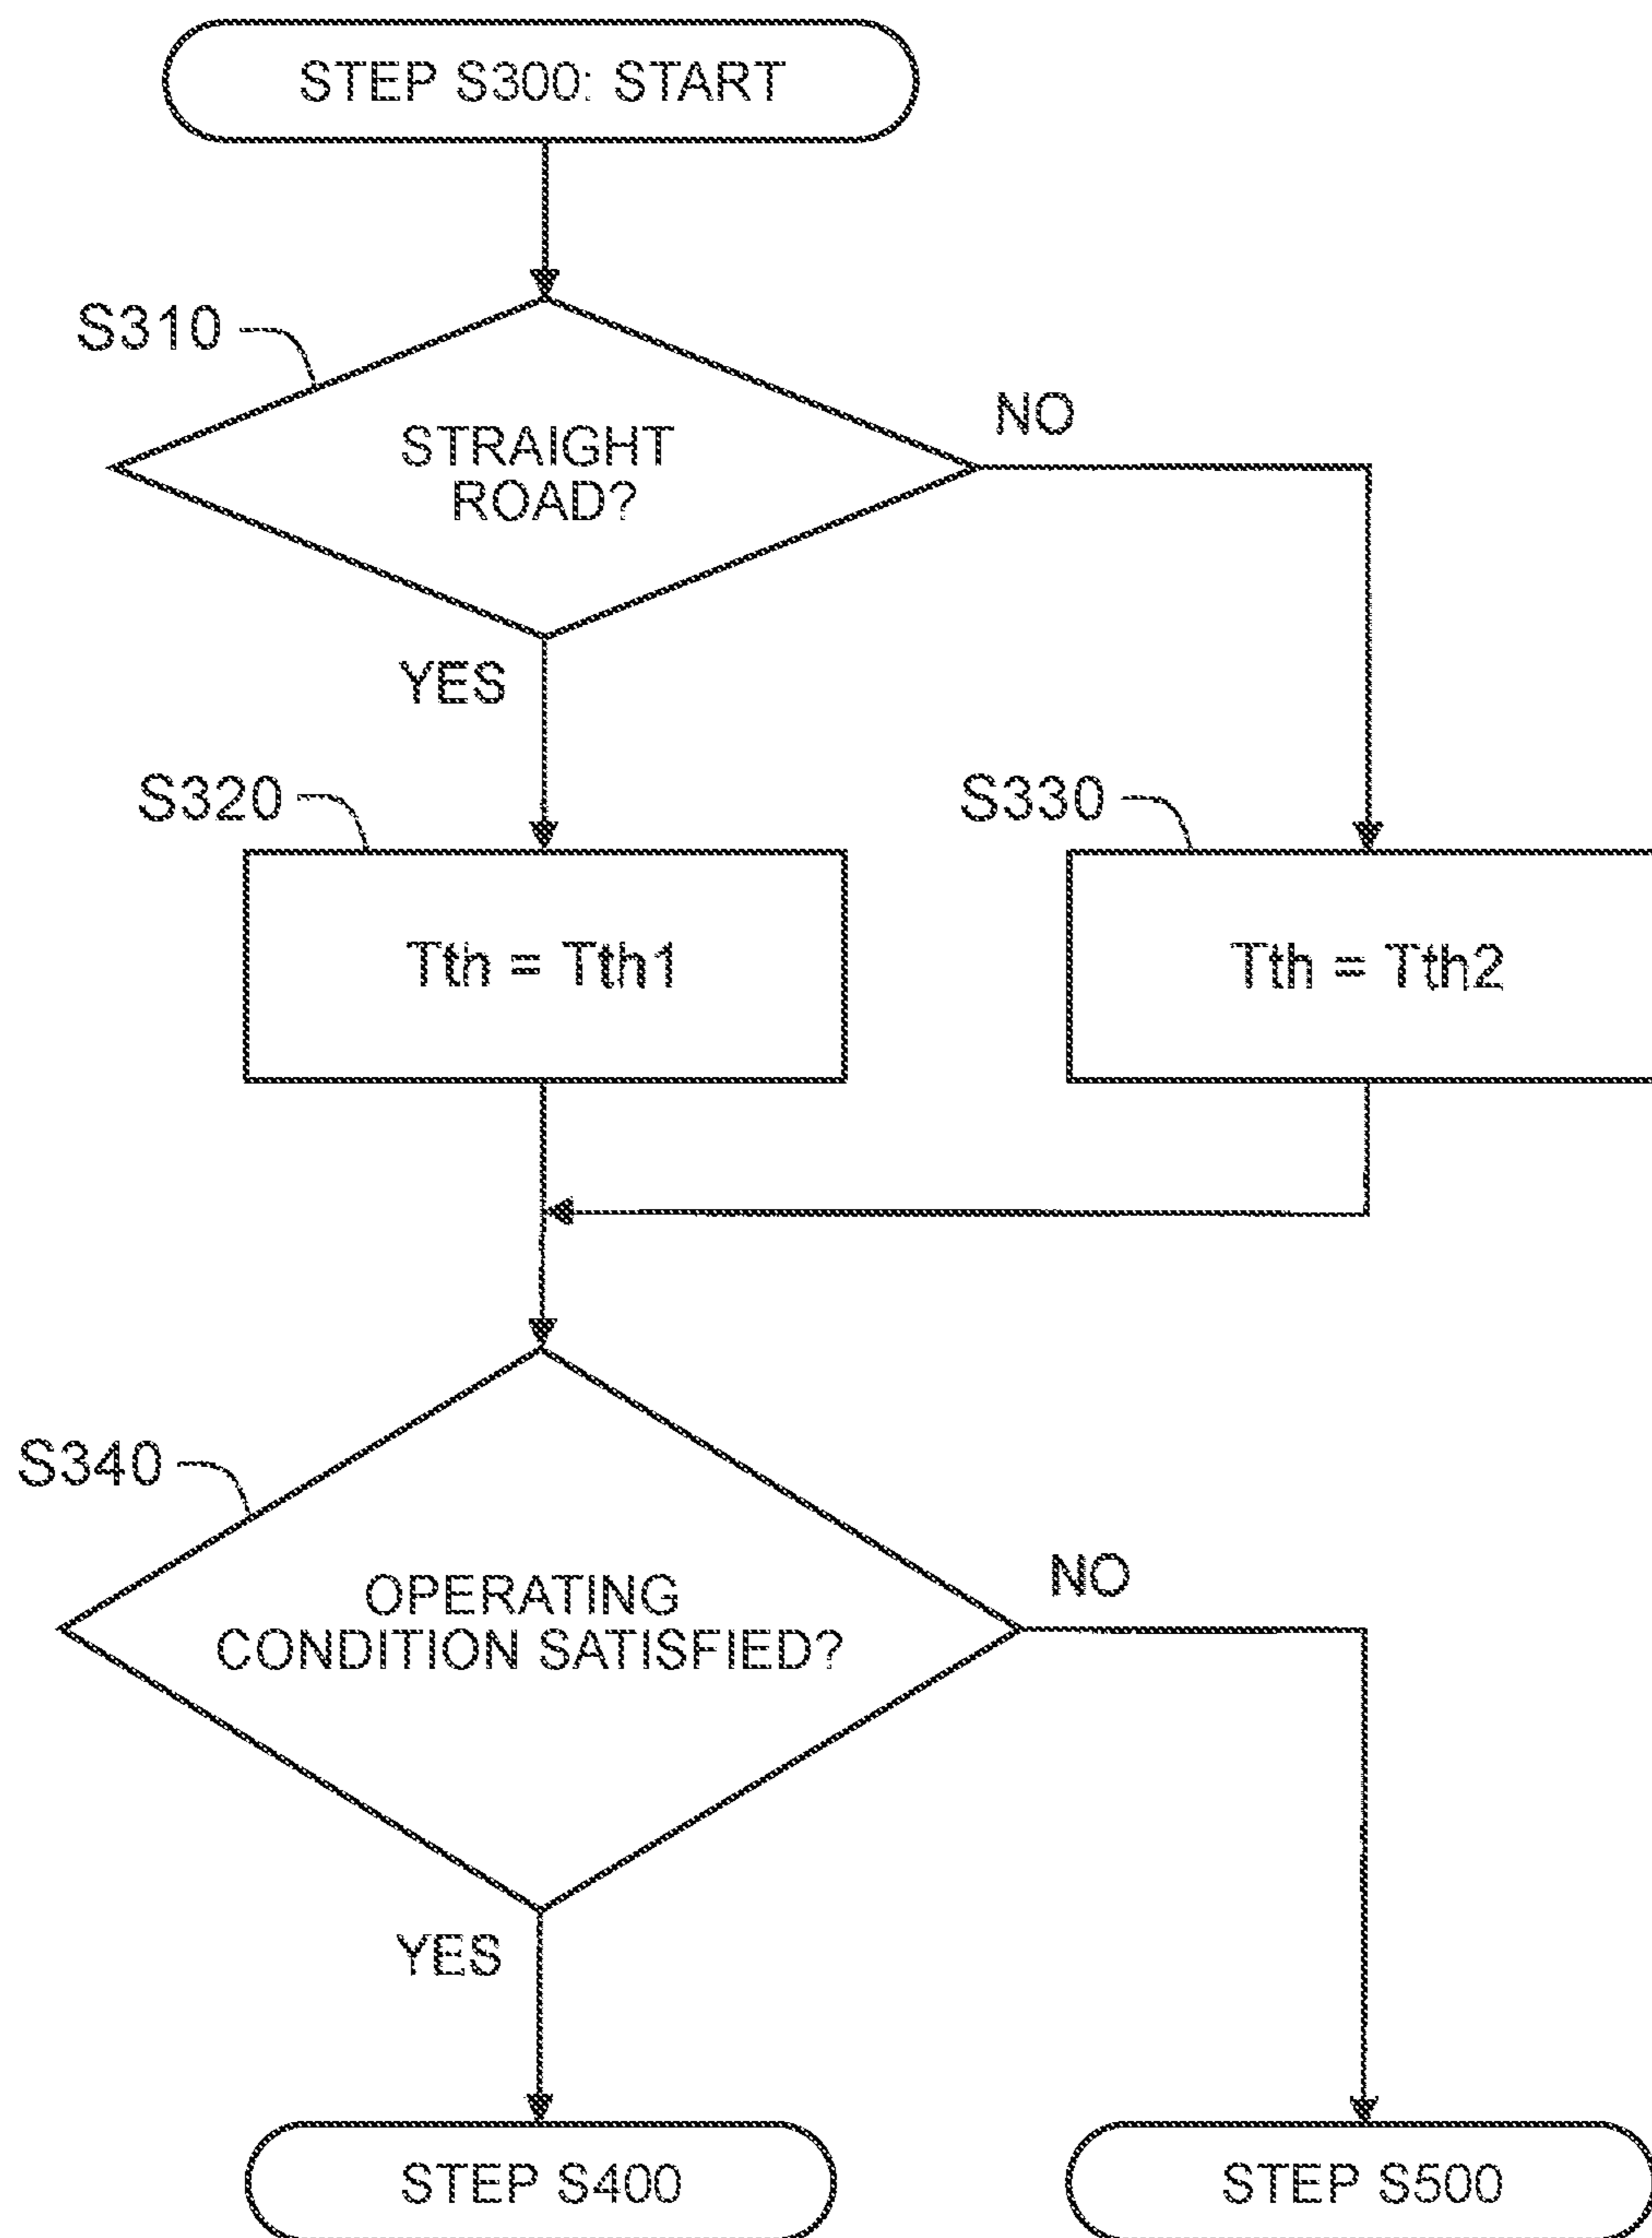 STEP S300: START
S310
STRAIGHT
ROAD?
NO
YES
S320
Tth = Tth1
S330
Tth = Tth2
S340
OPERATING
CONDITION SATISFIED?
NO
YES
STEP S400
STEP S500